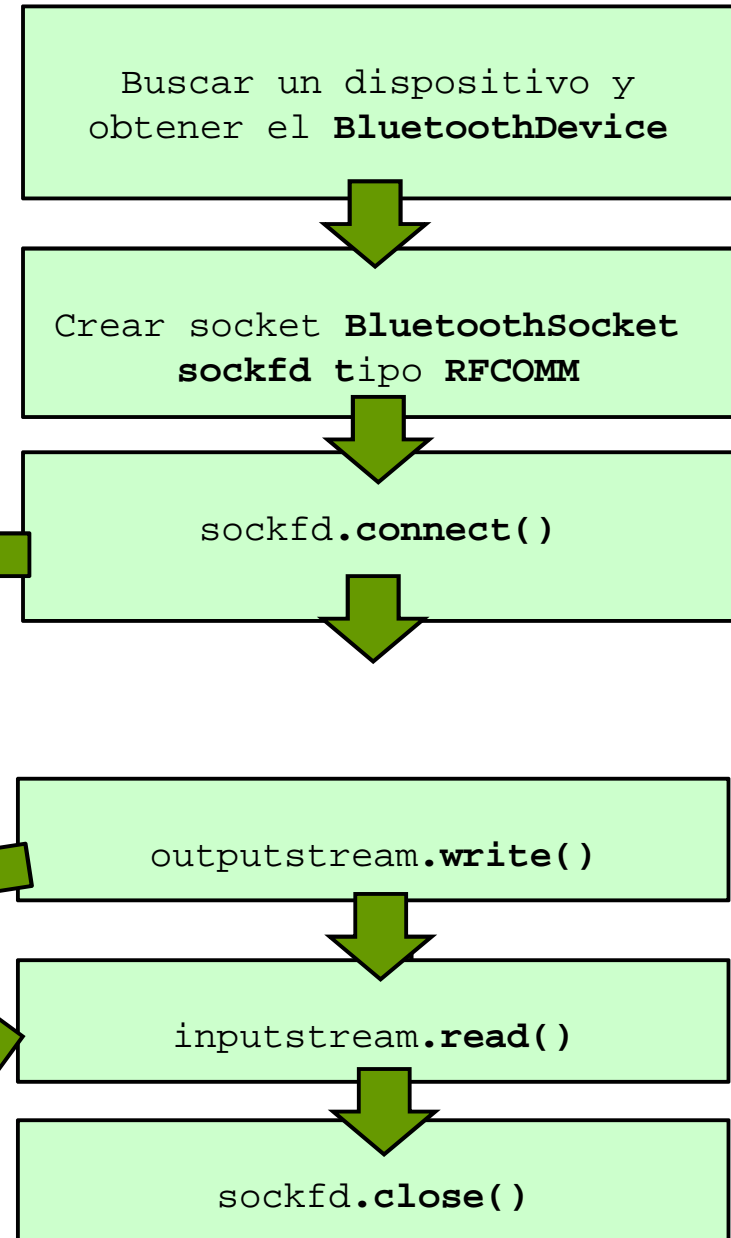 Buscar un dispositivo y
obtener el BluetoothDevice
Crear socket BluetoothSocket
sockfd tipo RFCOMM
sockfd.connect()
outputstream.write()
inputstream.read()
sockfd.close()